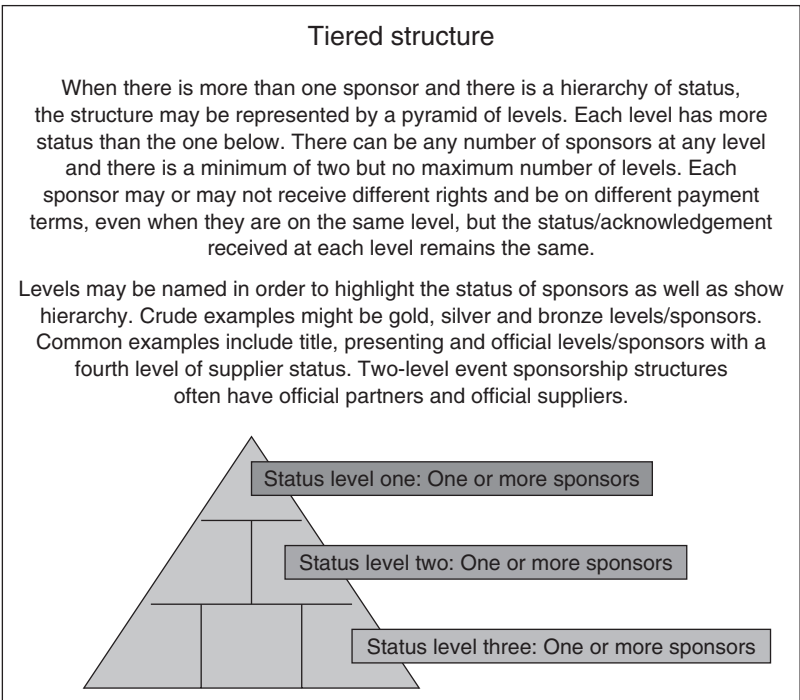 Tiered structure
When there is more than one sponsor and there is a hierarchy of status,
the structure may be represented by a pyramid of levels. Each level has more
status than the one below. There can be any number of sponsors at any level
and there is a minimum of two but no maximum number of levels. Each
sponsor may or may not receive different rights and be on different payment
terms, even when they are on the same level, but the status/acknowledgement
received at each level remains the same.
Levels may be named in order to highlight the status of sponsors as well as show
hierarchy. Crude examples might be gold, silver and bronze levels/sponsors.
Common examples include title, presenting and official levels/sponsors with a
fourth level of supplier status. Two-level event sponsorship structures
often have official partners and official suppliers.
Status level one: One or more sponsors
Status level two: One or more sponsors
Status level three: One or more sponsors